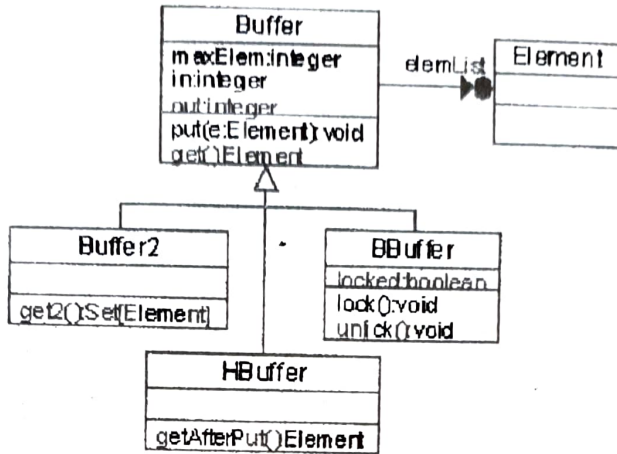 Buffer
maxElem:integer
in:integer
out:integer
put(e:Element):void
get()Element
elemList
Element
Buffer2
get2():Set[Element]
BBuffer
locked:boolean
lock():void
unlick():void
HBuffer
getAfterPut()Element